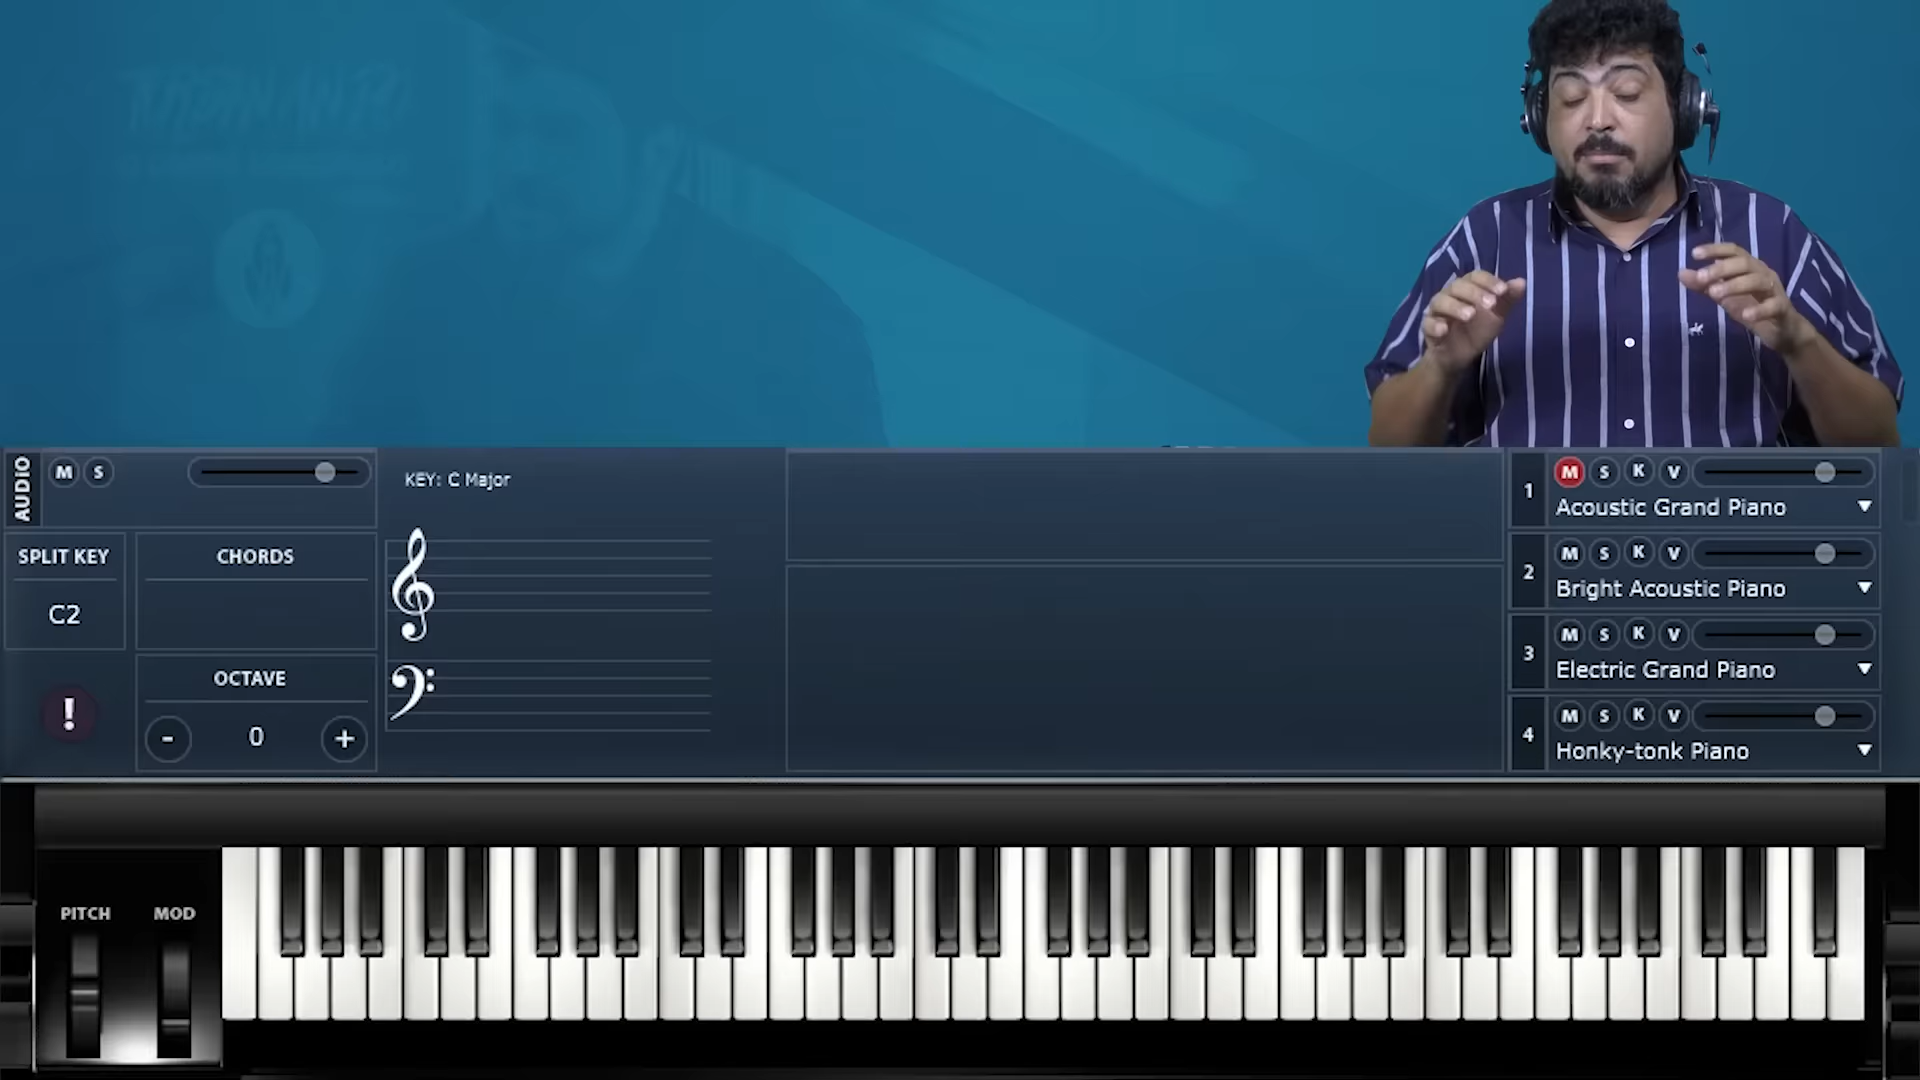 AUDIO
M S
KEY: C Major
SPLIT KEY
C2
!
CHORDS
OCTAVE
- 0 +
1
M S K V
Acoustic Grand Piano
2
M S K V
Bright Acoustic Piano
3
M S K V
Electric Grand Piano
4
M S K V
Honky-tonk Piano
PITCH MOD